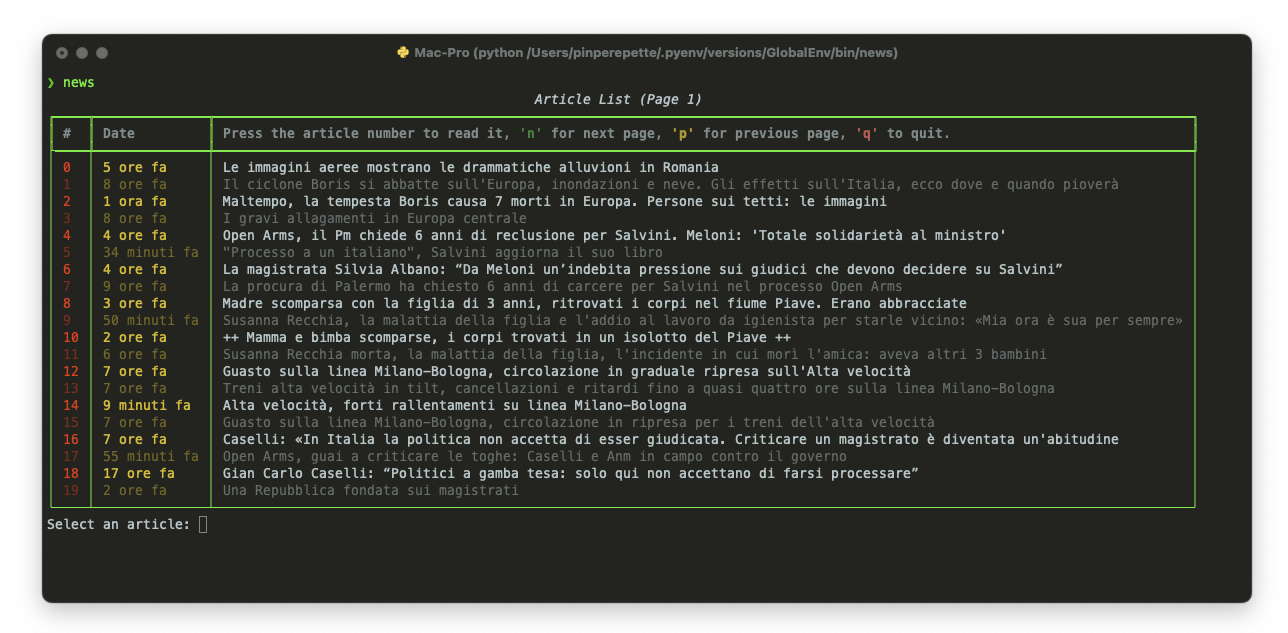 Mac-Pro (python /Users/pinperepette/.pyenv/versions/GlobalEnv/bin/news)
❯ news
Article List (Page 1)
# Date Press the article number to read it, 'n' for next page, 'p' for previous page, 'q' to quit.
0 5 ore fa Le immagini aeree mostrano le drammatiche alluvioni in Romania
1 8 ore fa Il ciclone Boris si abbatte sull'Europa, inondazioni e neve. Gli effetti sull'Italia, ecco dove e quando pioverà
2 1 ora fa Maltempo, la tempesta Boris causa 7 morti in Europa. Persone sui tetti: le immagini
3 8 ore fa I gravi allagamenti in Europa centrale
4 4 ore fa Open Arms, il Pm chiede 6 anni di reclusione per Salvini. Meloni: 'Totale solidarietà al ministro'
5 34 minuti fa "Processo a un italiano", Salvini aggiorna il suo libro
6 4 ore fa La magistrata Silvia Albano: “Da Meloni un’indebita pressione sui giudici che devono decidere su Salvini”
7 9 ore fa La procura di Palermo ha chiesto 6 anni di carcere per Salvini nel processo Open Arms
8 3 ore fa Madre scomparsa con la figlia di 3 anni, ritrovati i corpi nel fiume Piave. Erano abbracciate
9 50 minuti fa Susanna Recchia, la malattia della figlia e l'addio al lavoro da igienista per starle vicino: «Mia ora è sua per sempre»
10 2 ore fa ++ Mamma e bimba scomparse, i corpi trovati in un isolotto del Piave ++
11 6 ore fa Susanna Recchia morta, la malattia della figlia, l'incidente in cui morì l'amica: aveva altri 3 bambini
12 7 ore fa Guasto sulla linea Milano-Bologna, circolazione in graduale ripresa sull'Alta velocità
13 7 ore fa Treni alta velocità in tilt, cancellazioni e ritardi fino a quasi quattro ore sulla linea Milano-Bologna
14 9 minuti fa Alta velocità, forti rallentamenti su linea Milano–Bologna
15 7 ore fa Guasto sulla linea Milano-Bologna, circolazione in ripresa per i treni dell'alta velocità
16 7 ore fa Caselli: «In Italia la politica non accetta di esser giudicata. Criticare un magistrato è diventata un'abitudine
17 55 minuti fa Open Arms, guai a criticare le toghe: Caselli e Anm in campo contro il governo
18 17 ore fa Gian Carlo Caselli: “Politici a gamba tesa: solo qui non accettano di farsi processare”
19 2 ore fa Una Repubblica fondata sui magistrati
Select an article: